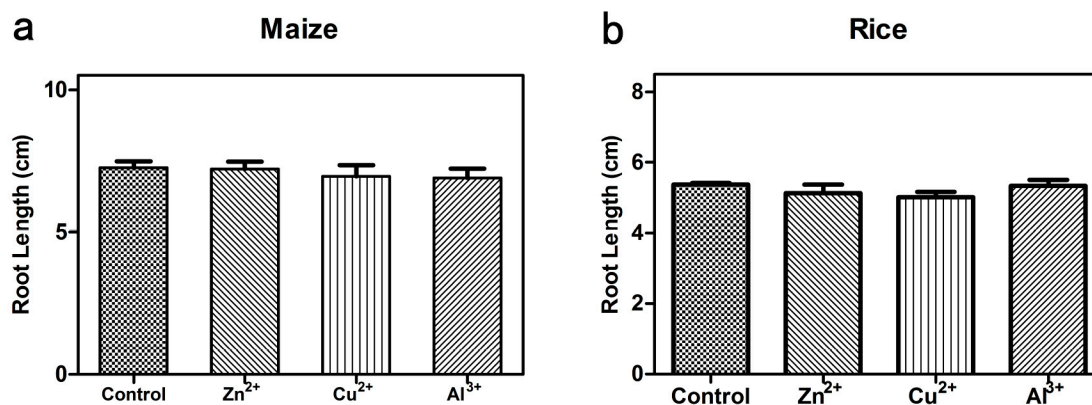 a
Maize
Root Length (cm)
10
5
0
Control
Zn²⁺
Cu²⁺
Al³⁺
b
Rice
Root Length (cm)
8
6
4
2
0
Control
Zn²⁺
Cu²⁺
Al³⁺